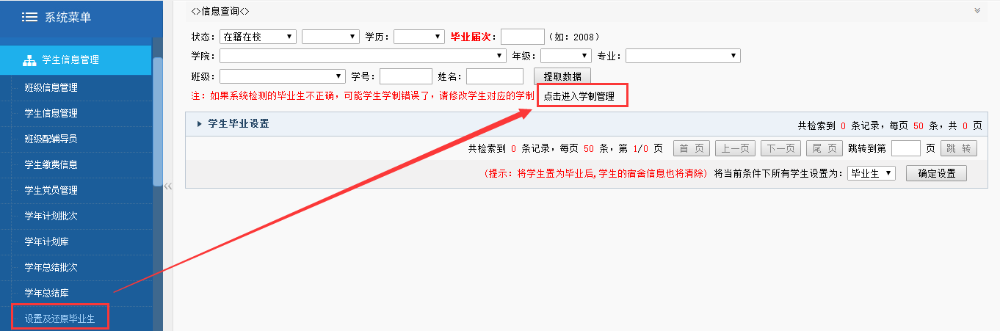 系统菜单
学生信息管理
班级信息管理
学生信息管理
班级配辅导员
学生缴费信息
学生党员管理
学年计划批次
学年计划库
学年总结批次
学年总结库
设置及还原毕业生
<>信息查询<>
状态: 在籍在校 学历: 毕业届次: (如: 2008)
学院: 年级: 专业:
班级: 学号: 姓名: 提取数据
注: 如果系统检测的毕业生不正确,可能学生学制错误了,请修改学生对应的学制 点击进入学制管理
学生毕业设置 共检索到 0 条记录,每页 50 条,共 0 页
共检索到 0 条记录,每页 50 条,第 1/0 页 首 页 上一页 下一页 尾 页 跳转到第 页 跳 转
(提示: 将学生置为毕业后,学生的宿舍信息也将清除) 将当前条件下所有学生设置为: 毕业生 确定设置